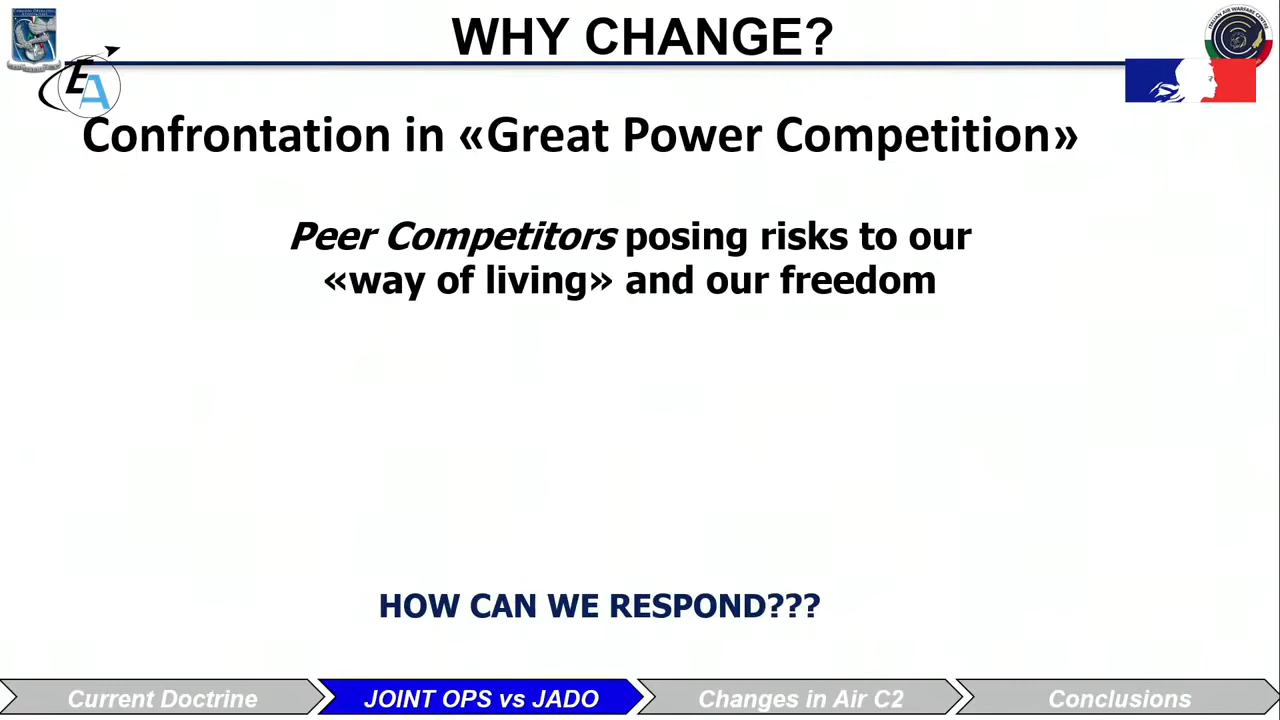 WHY CHANGE?
EA
Confrontation in «Great Power Competition»
Peer Competitors posing risks to our
«way of living» and our freedom
HOW CAN WE RESPOND???
Current Doctrine
JOINT OPS vs JADO
Changes in Air C2
Conclusions